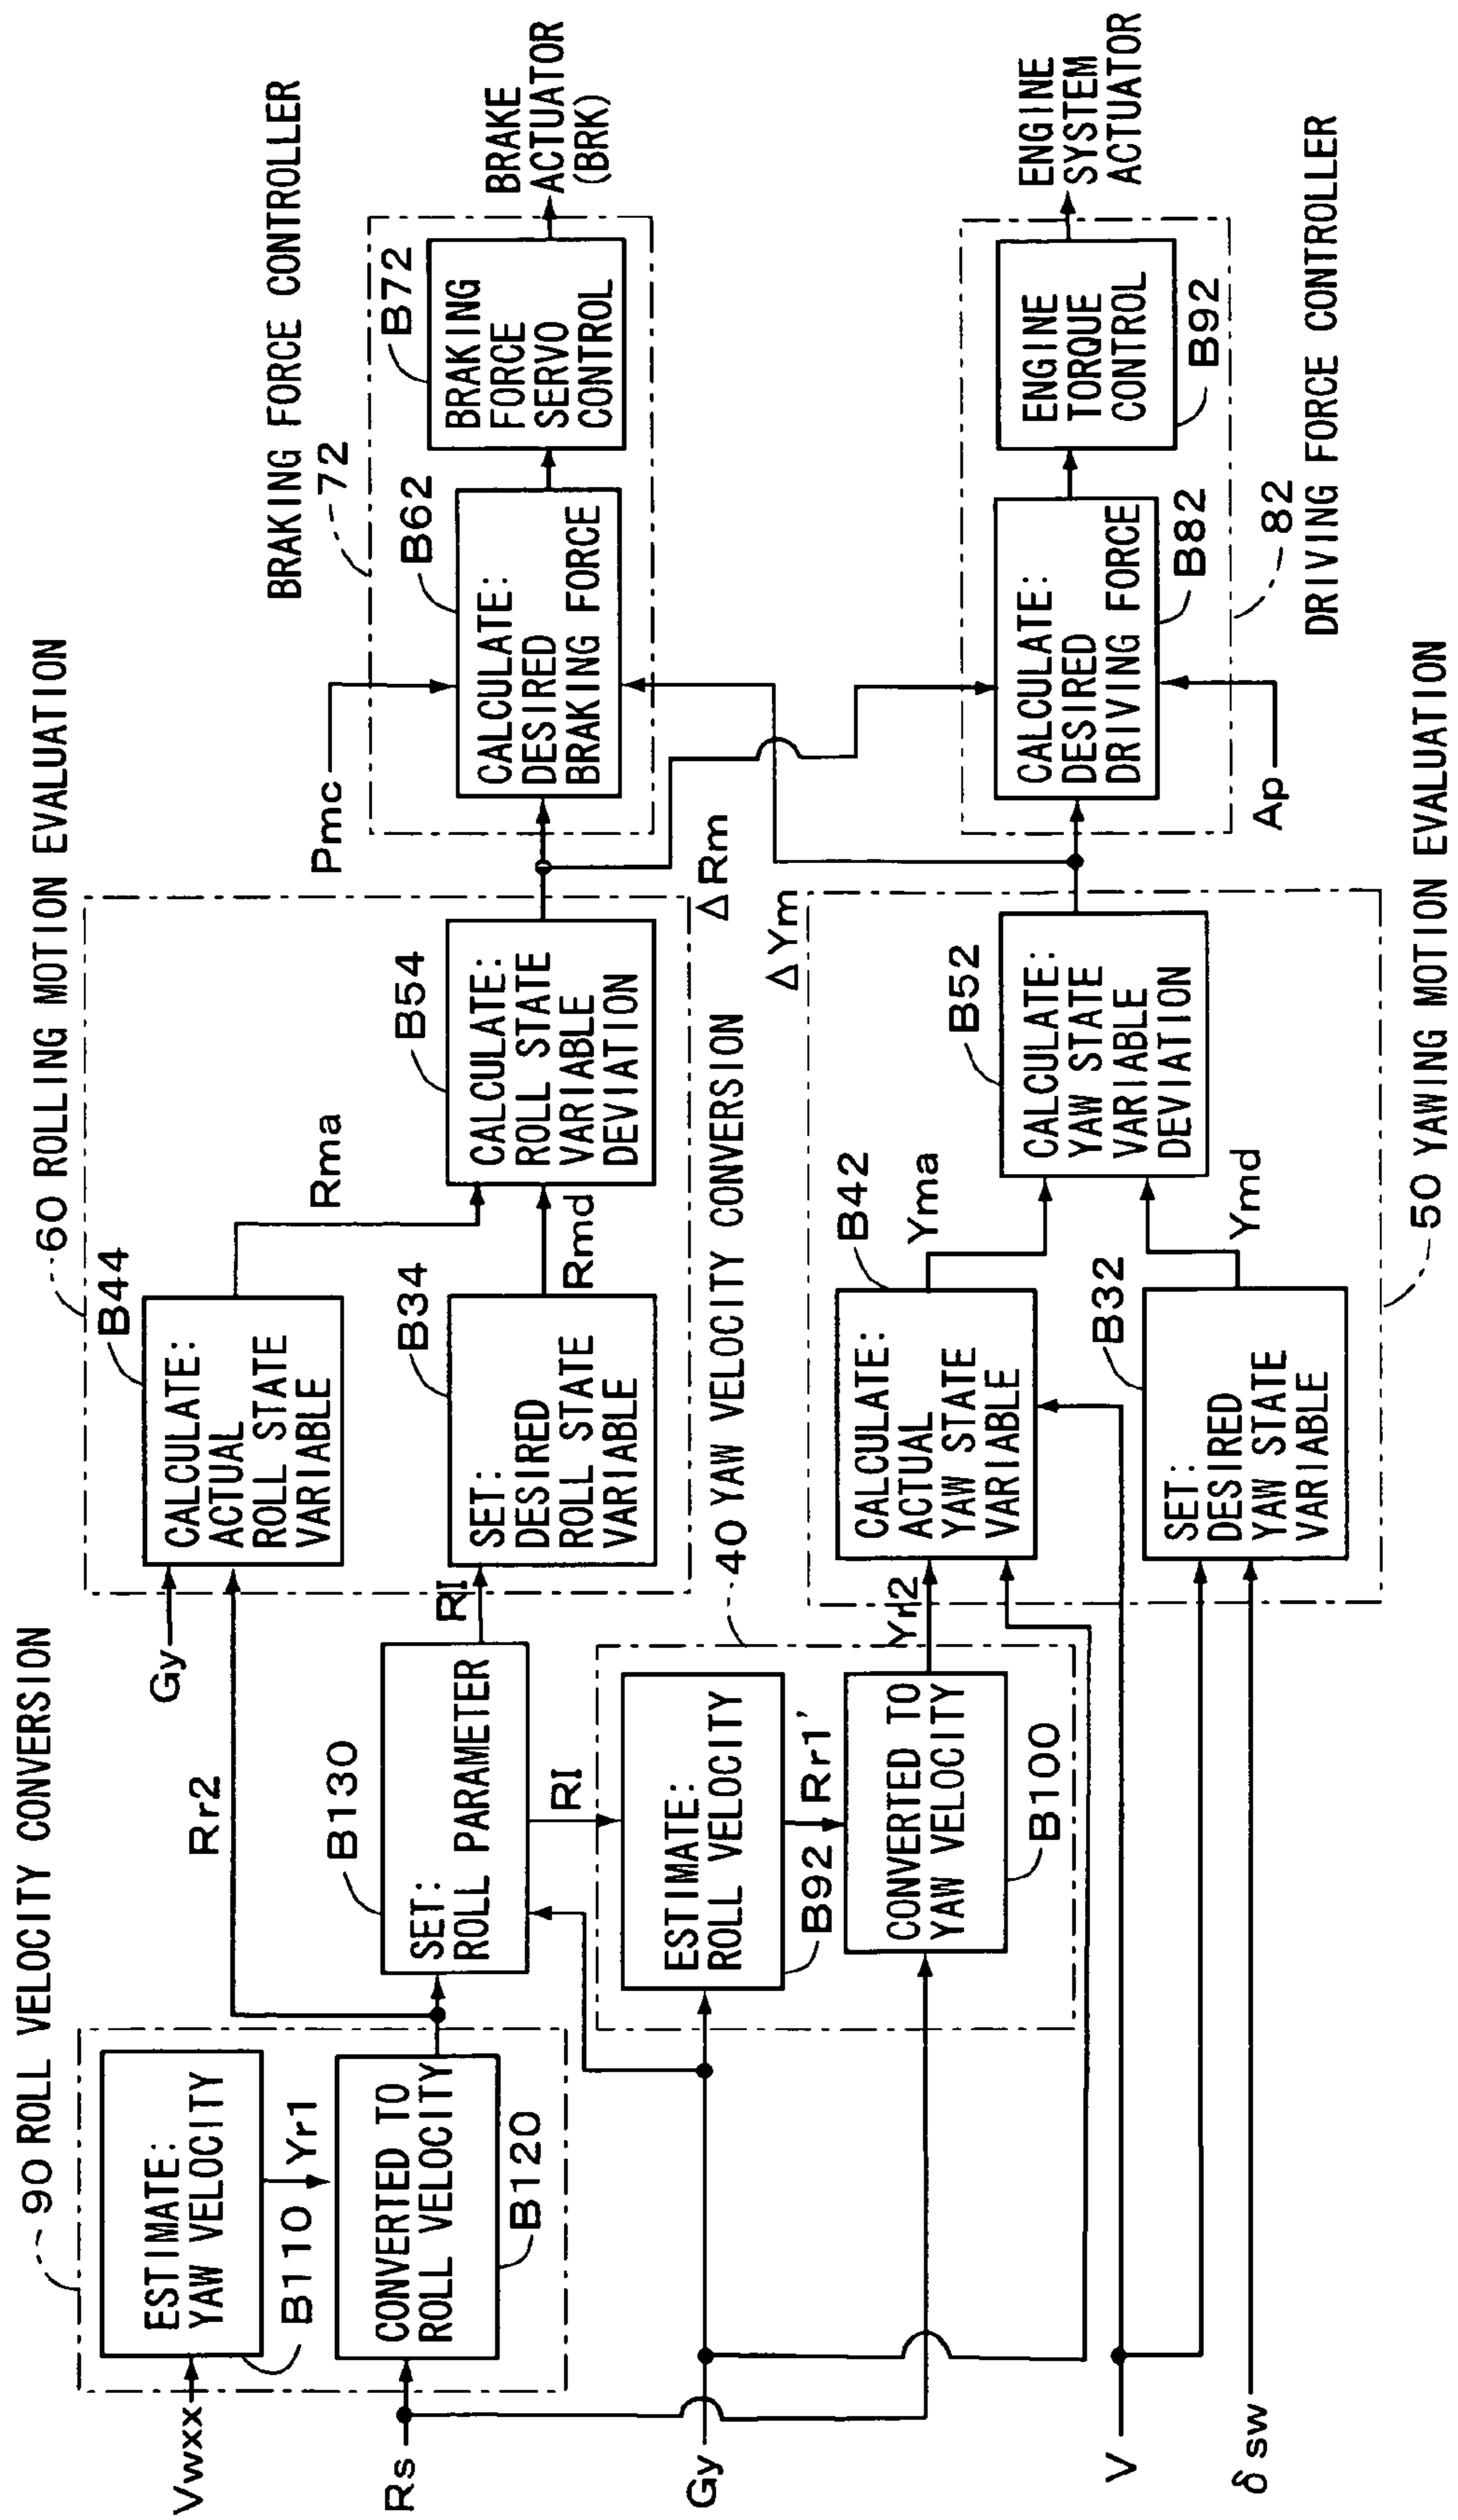 90 ROLL VELOCITY CONVERSION
Vwxx
ESTIMATE:
YAW VELOCITY
B110
Yr1
Rs
CONVERTED TO
ROLL VELOCITY
B120
Rr2
Gy
B130
SET:
ROLL PARAMETER
RI
RI
Gy
ESTIMATE:
ROLL VELOCITY
B92
Rr1'
CONVERTED TO
YAW VELOCITY
B100
Yr2
40 YAW VELOCITY CONVERSION
V
δsw
60 ROLLING MOTION EVALUATION
B44
CALCULATE:
ACTUAL
ROLL STATE
VARIABLE
Rma
B34
SET:
DESIRED
ROLL STATE
VARIABLE
Rmd
B54
CALCULATE:
ROLL STATE
VARIABLE
DEVIATION
ΔRm
B42
CALCULATE:
ACTUAL
YAW STATE
VARIABLE
Yma
B32
SET:
DESIRED
YAW STATE
VARIABLE
Ymd
B52
CALCULATE:
YAW STATE
VARIABLE
DEVIATION
ΔYm
50 YAWING MOTION EVALUATION
BRAKING FORCE CONTROLLER
72
Pmc
B62
CALCULATE:
DESIRED
BRAKING FORCE
B72
BRAKING
FORCE
SERVO
CONTROL
BRAKE
ACTUATOR
(BRK)
CALCULATE:
DESIRED
DRIVING FORCE
B82
Ap
ENGINE
TORQUE
CONTROL
B92
ENGINE
SYSTEM
ACTUATOR
82
DRIVING FORCE CONTROLLER